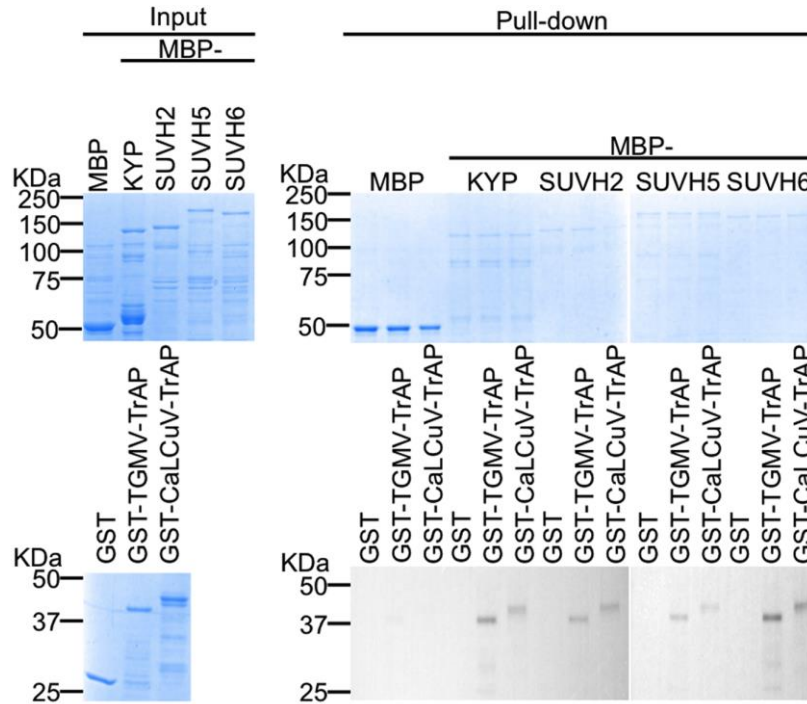 Input
Pull-down
MBP-
MBP
KYP
SUVH2
SUVH5
SUVH6
MBP-
KDa
250
150
100
75
50
KDa
MBP
KYP
SUVH2
SUVH5
SUVH6
250
150
100
75
50
GST
GST-TGMV-TrAP
GST-CaLCuV-TrAP
GST
GST-TGMV-TrAP
GST-CaLCuV-TrAP
GST
GST-TGMV-TrAP
GST-CaLCuV-TrAP
GST
GST-TGMV-TrAP
GST-CaLCuV-TrAP
GST
GST-TGMV-TrAP
GST-CaLCuV-TrAP
GST
GST-TGMV-TrAP
GST-CaLCuV-TrAP
KDa
50
37
25
KDa
50
37
25